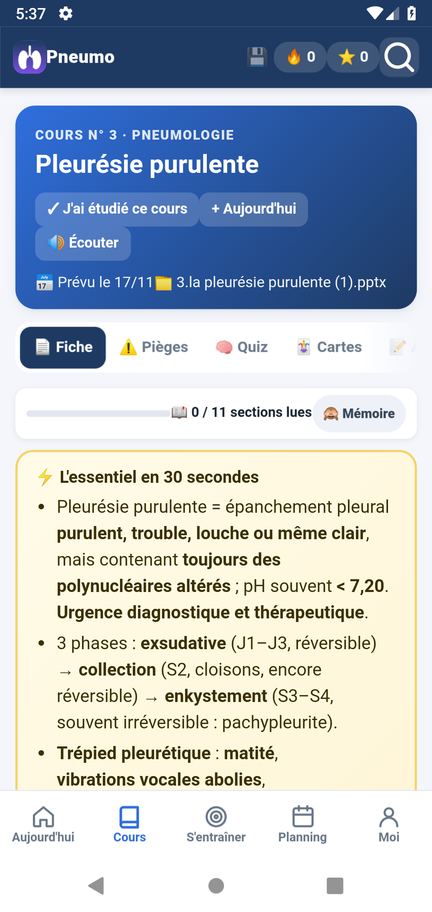 5:37
Pneumo
0
0
COURS N° 3 · PNEUMOLOGIE
Pleurésie purulente
✓ J'ai étudié ce cours
+ Aujourd'hui
Écouter
Prévu le 17/11 3.la pleurésie purulente (1).pptx
Fiche
Pièges
Quiz
Cartes
0 / 11 sections lues
Mémoire
L'essentiel en 30 secondes
• Pleurésie purulente = épanchement pleural
purulent, trouble, louche ou même clair,
mais contenant toujours des
polynucléaires altérés ; pH souvent < 7,20.
Urgence diagnostique et thérapeutique.
• 3 phases : exsudative (J1–J3, réversible)
→ collection (S2, cloisons, encore
réversible) → enkystement (S3–S4,
souvent irréversible : pachypleurite).
• Trépied pleurétique : matité,
vibrations vocales abolies,
Aujourd'hui
Cours
S'entraîner
Planning
Moi